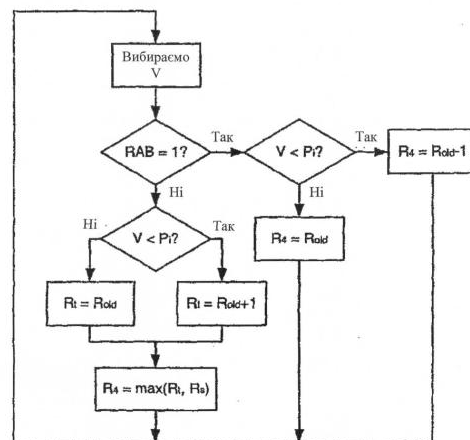 Вибираємо
V
RAB = 1?
Так
V < Pi?
Так
R4 = Rold-1
Ні
Ні
Ні
V < Pi?
Так
R4 = Rold
Rt = Rold
Rt = Rold+1
R4 = max(Rt, Rs)